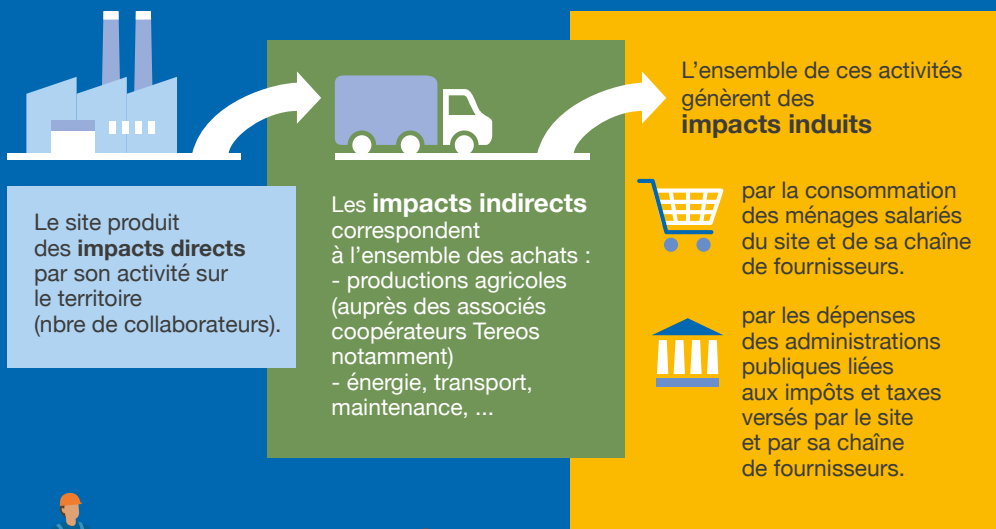 Le site produit
des impacts directs
par son activité sur
le territoire
(nbre de collaborateurs).
Les impacts indirects
correspondent
à l'ensemble des achats :
- productions agricoles
(auprès des associés
coopérateurs Tereos
notamment)
- énergie, transport,
maintenance, ...
L'ensemble de ces activités
génèrent des
impacts induits
par la consommation
des ménages salariés
du site et de sa chaîne
de fournisseurs.
par les dépenses
des administrations
publiques liées
aux impôts et taxes
versés par le site
et par sa chaîne
de fournisseurs.